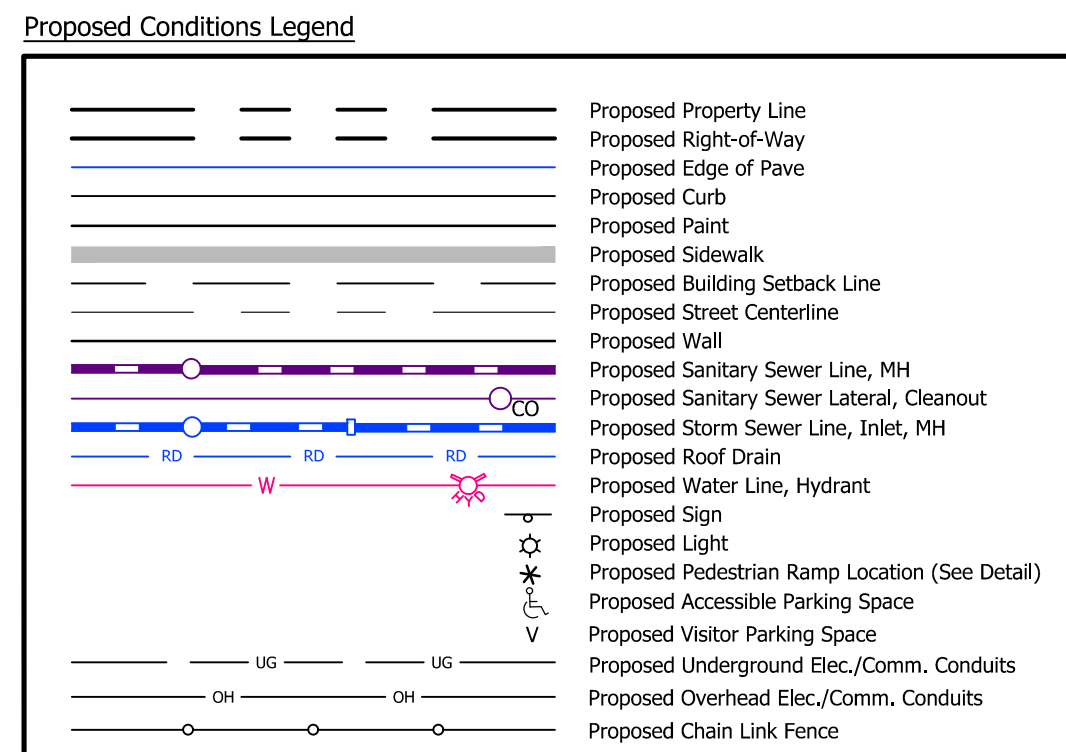 Proposed Conditions Legend
Proposed Property Line
Proposed Right-of-Way
Proposed Edge of Pave
Proposed Curb
Proposed Paint
Proposed Sidewalk
Proposed Building Setback Line
Proposed Street Centerline
Proposed Wall
Proposed Sanitary Sewer Line, MH
CO Proposed Sanitary Sewer Lateral, Cleanout
Proposed Storm Sewer Line, Inlet, MH
RD RD RD Proposed Roof Drain
W HYD Proposed Water Line, Hydrant
Proposed Sign
Proposed Light
Proposed Pedestrian Ramp Location (See Detail)
Proposed Accessible Parking Space
V Proposed Visitor Parking Space
UG UG Proposed Underground Elec./Comm. Conduits
OH OH Proposed Overhead Elec./Comm. Conduits
Proposed Chain Link Fence